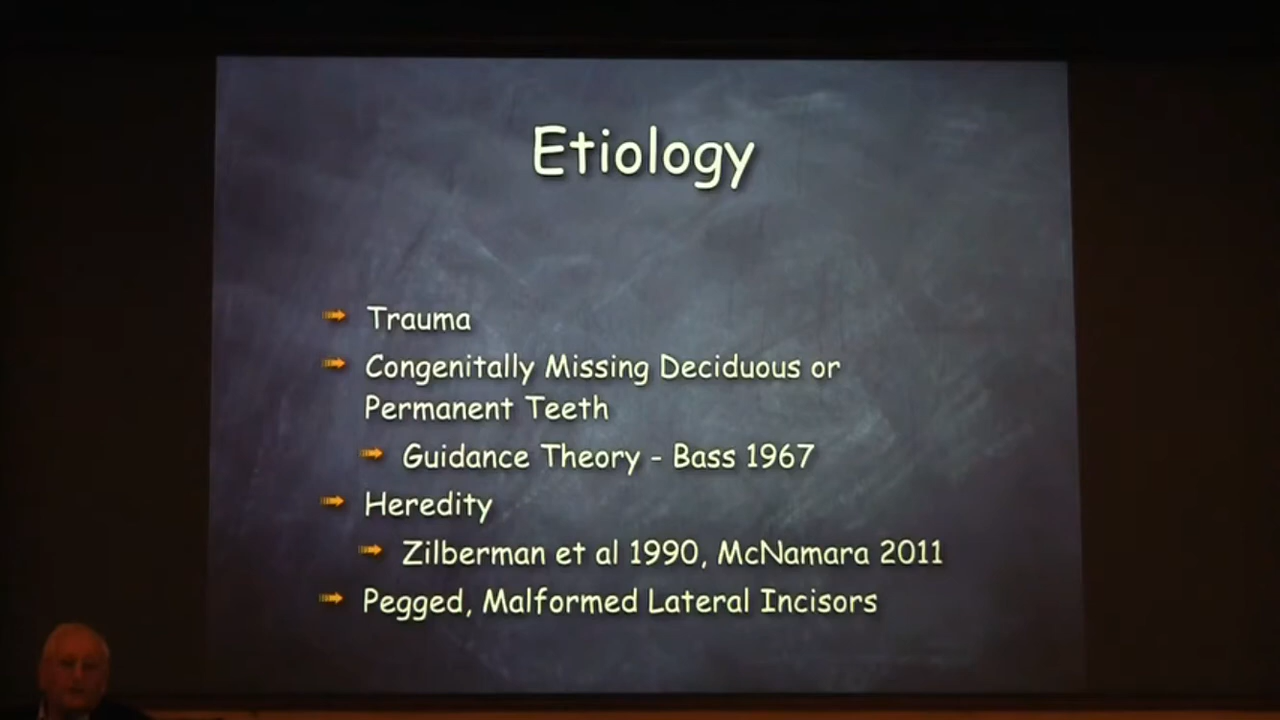 Etiology
Trauma
Congenitally Missing Deciduous or
Permanent Teeth
Guidance Theory - Bass 1967
Heredity
Zilberman et al 1990, McNamara 2011
Pegged, Malformed Lateral Incisors